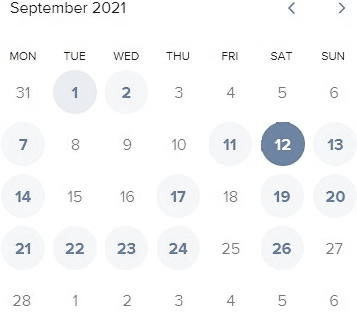 September 2021
MON TUE WED THU FRI SAT SUN
31 1 2 3 4 5 6
7 8 9 10 11 12 13
14 15 16 17 18 19 20
21 22 23 24 25 26 27
28 1 2 3 4 5 6